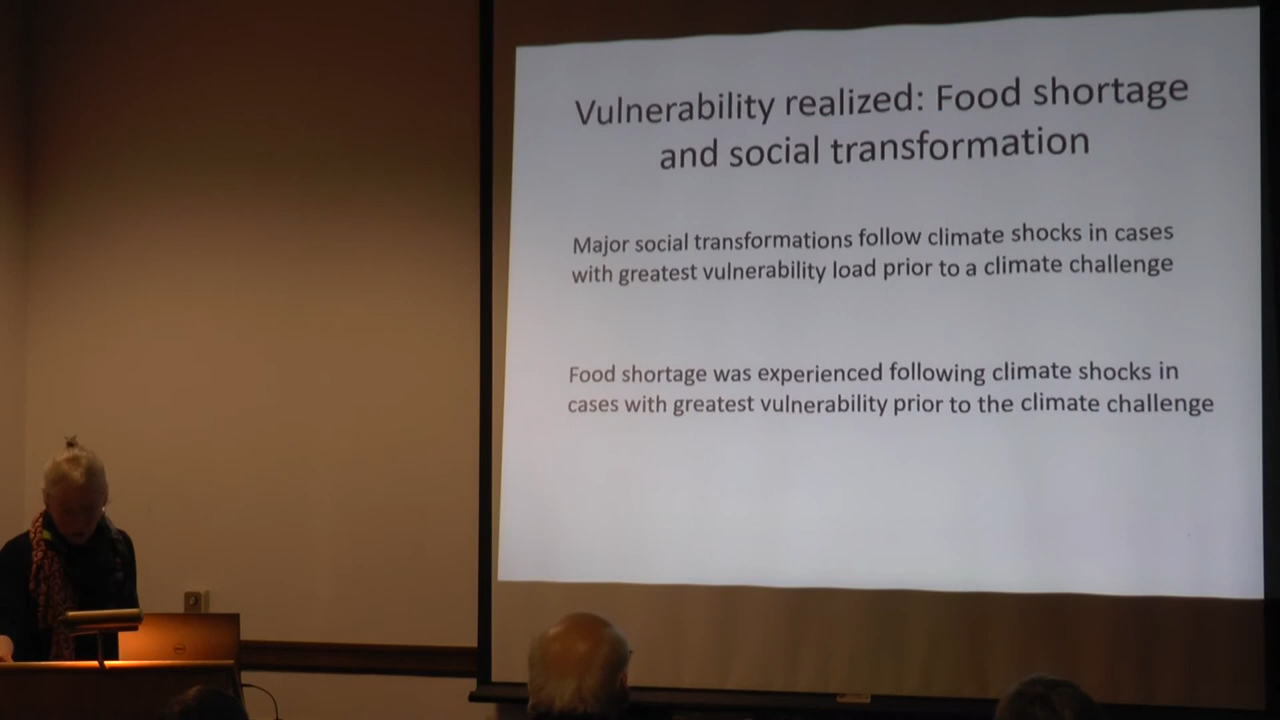 Vulnerability realized: Food shortage
and social transformation
Major social transformations follow climate shocks in cases
with greatest vulnerability load prior to a climate challenge
Food shortage was experienced following climate shocks in
cases with greatest vulnerability prior to the climate challenge